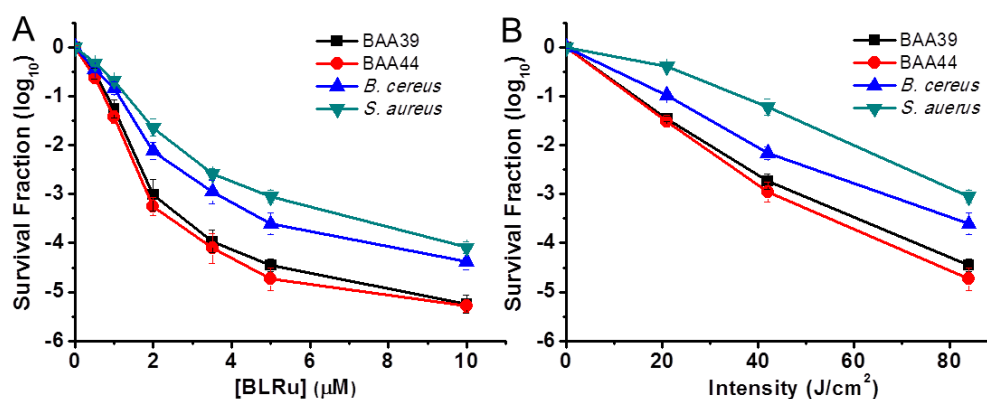 A
Survival Fraction (log10)
0
-1
-2
-3
-4
-5
-6
0
2
4
6
8
10
[BLRu] (μM)
BAA39
BAA44
B. cereus
S. aureus
B
Survival Fraction (log10)
0
-1
-2
-3
-4
-5
-6
0
20
40
60
80
Intensity (J/cm²)
BAA39
BAA44
B. cereus
S. auerus